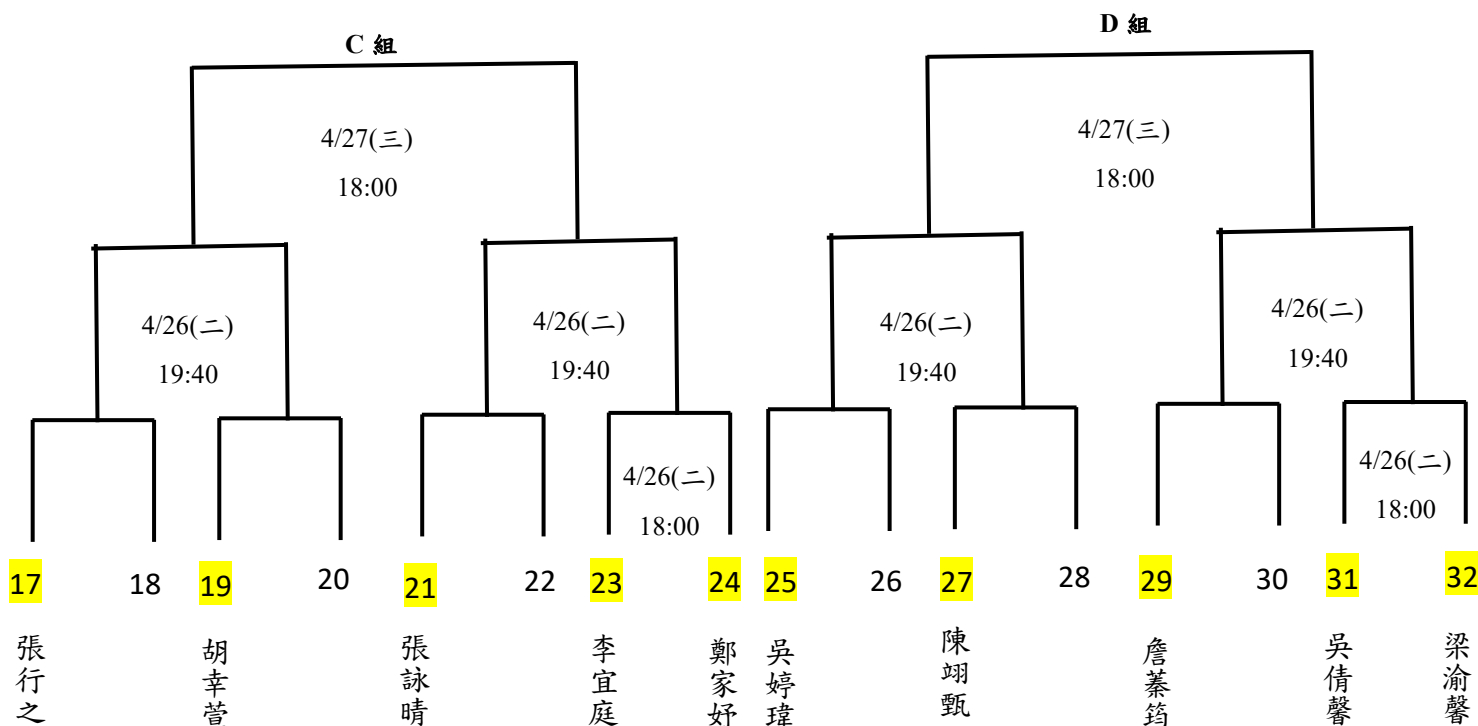 C 組
D 組
4/27(三)
18:00
4/27(三)
18:00
4/26(二)
19:40
4/26(二)
19:40
4/26(二)
19:40
4/26(二)
19:40
4/26(二)
18:00
4/26(二)
18:00
17 18 19 20 21 22 23 24 25 26 27 28 29 30 31 32
張行之
胡幸萱
張詠晴
李宜庭
鄭家妤
吳婷瑋
陳翊甄
詹蓁筠
吳倩馨
梁渝馨